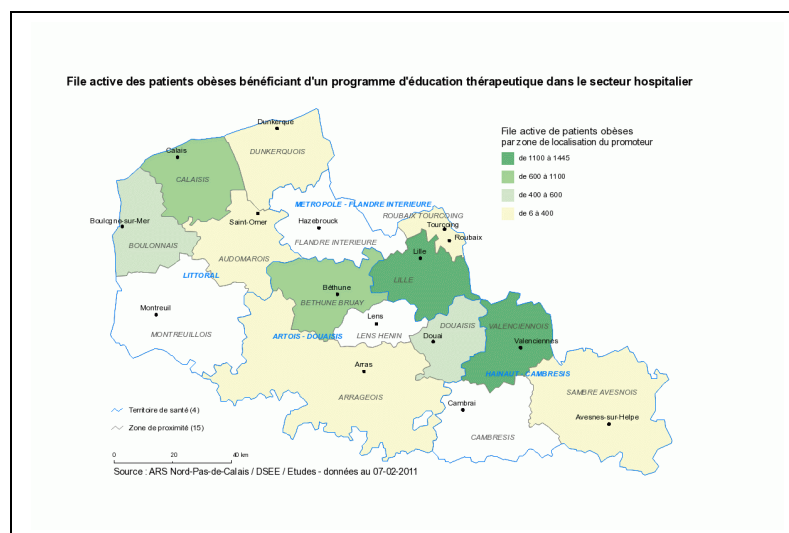 File active des patients obèses bénéficiant d'un programme d'éducation thérapeutique dans le secteur hospitalier
Dunkerque
DUNKERQUOIS
Calais
CALAISIS
File active de patients obèses
par zone de localisation du promoteur
de 1100 à 1445
de 600 à 1100
de 400 à 600
de 6 à 400
METROPOLE - FLANDRE INTERIEURE
Boulogne-sur-Mer
BOULONNAIS
Saint-Omer
Hazebrouck
ROUBAIX TOURCOING
Tourcoing
Roubaix
FLANDRE INTERIEURE
AUDOMAROIS
Lille
LILLE
LITTORAL
Béthune
BETHUNE BRUAY
Montreuil
MONTREUILLOIS
Lens
LENS HENIN
DOUAISIS
VALENCIENNOIS
ARTOIS - DOUAISIS
Douai
Valenciennes
Arras
ARRAGEOIS
HAINAUT - CAMBRESIS
SAMBRE AVESNOIS
Cambrai
Avesnes-sur-Helpe
CAMBRESIS
Territoire de santé (4)
Zone de proximité (15)
0 20 40 km
Source : ARS Nord-Pas-de-Calais / DSEE / Etudes - données au 07-02-2011